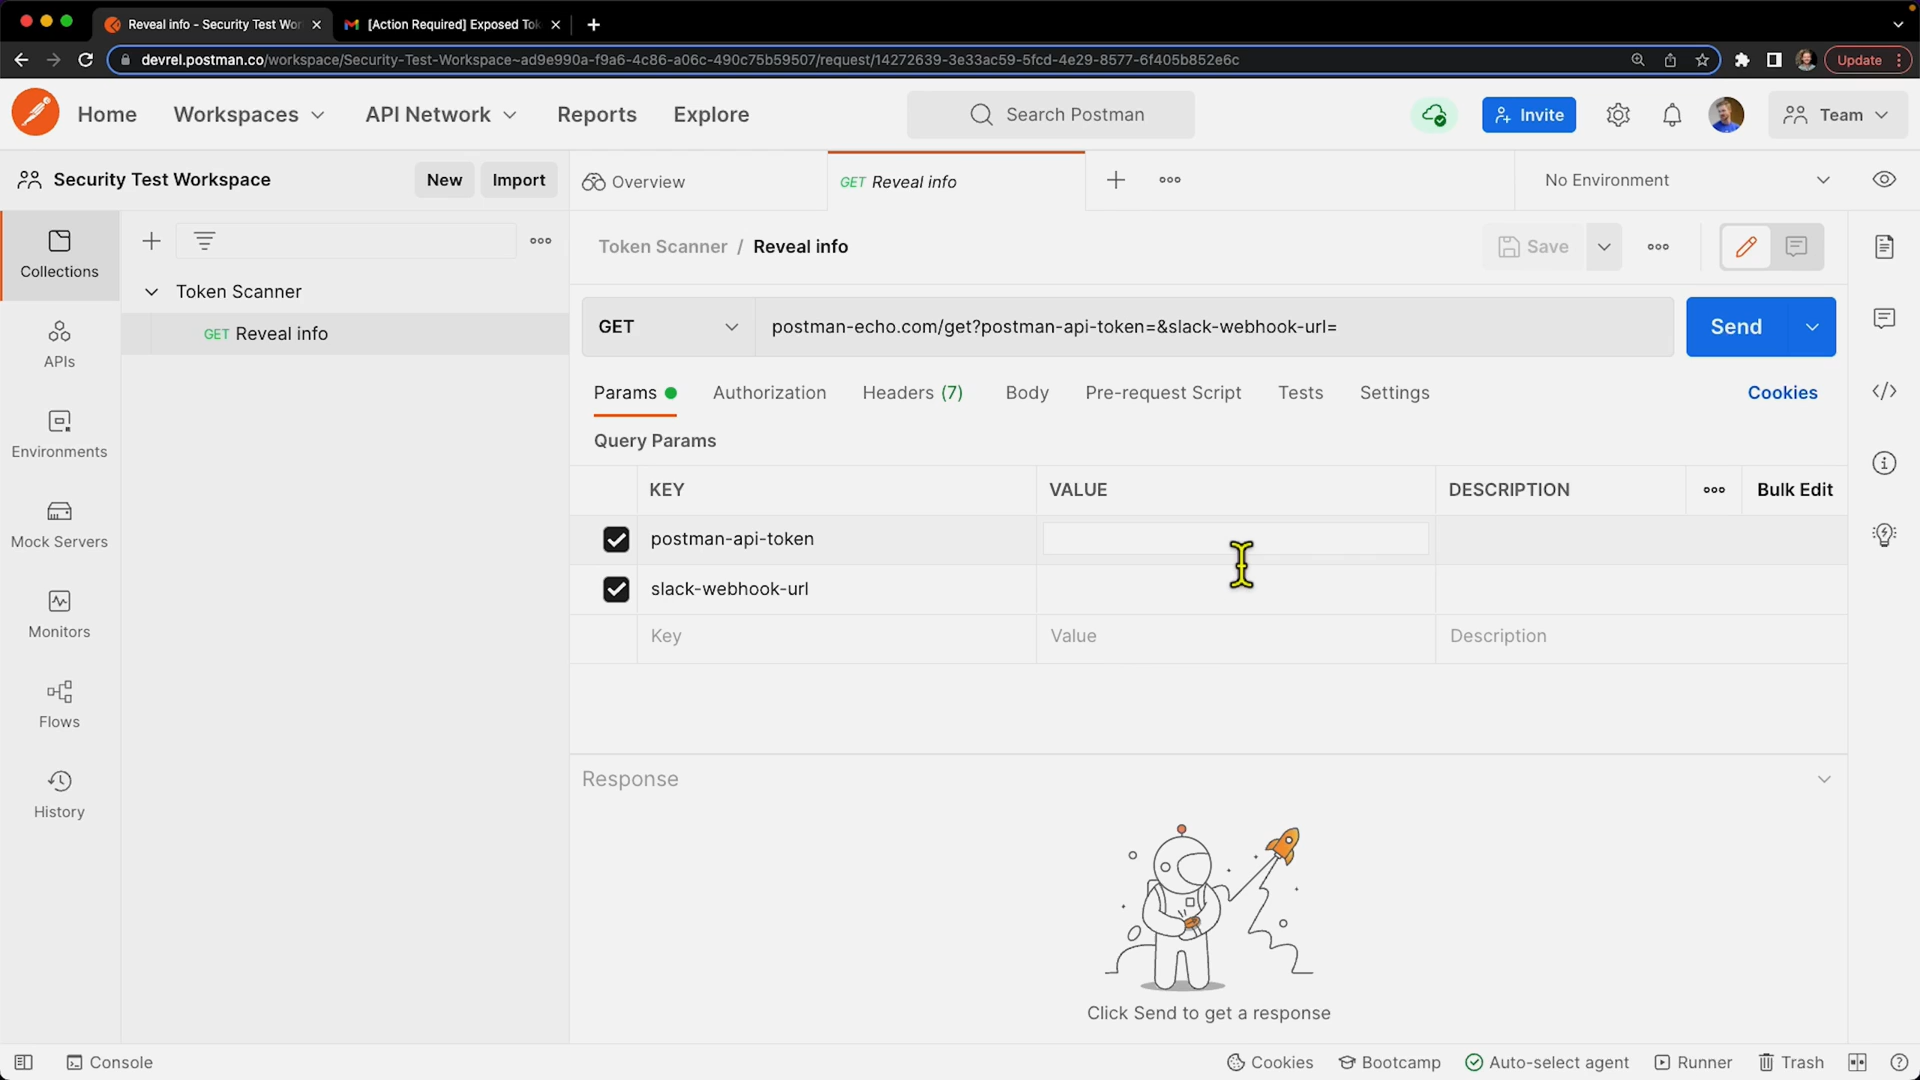 Reveal info - Security Test Wor
[Action Required] Exposed Tok
devrel.postman.co/workspace/Security-Test-Workspace~ad9e990a-f9a6-4c86-a06c-490c75b59507/request/14272639-3e33ac59-5fcd-4e29-8577-6f405b852e6c
Update
Home
Workspaces
API Network
Reports
Explore
Search Postman
Invite
Team
Security Test Workspace
New
Import
Overview
GET Reveal info
No Environment
Collections
APIs
Environments
Mock Servers
Monitors
Flows
History
Token Scanner
GET Reveal info
Token Scanner / Reveal info
Save
GET
postman-echo.com/get?postman-api-token=&slack-webhook-url=
Send
Params
Authorization
Headers (7)
Body
Pre-request Script
Tests
Settings
Cookies
Query Params
KEY
VALUE
DESCRIPTION
Bulk Edit
postman-api-token
slack-webhook-url
Key
Value
Description
Response
Click Send to get a response
Console
Cookies
Bootcamp
Auto-select agent
Runner
Trash